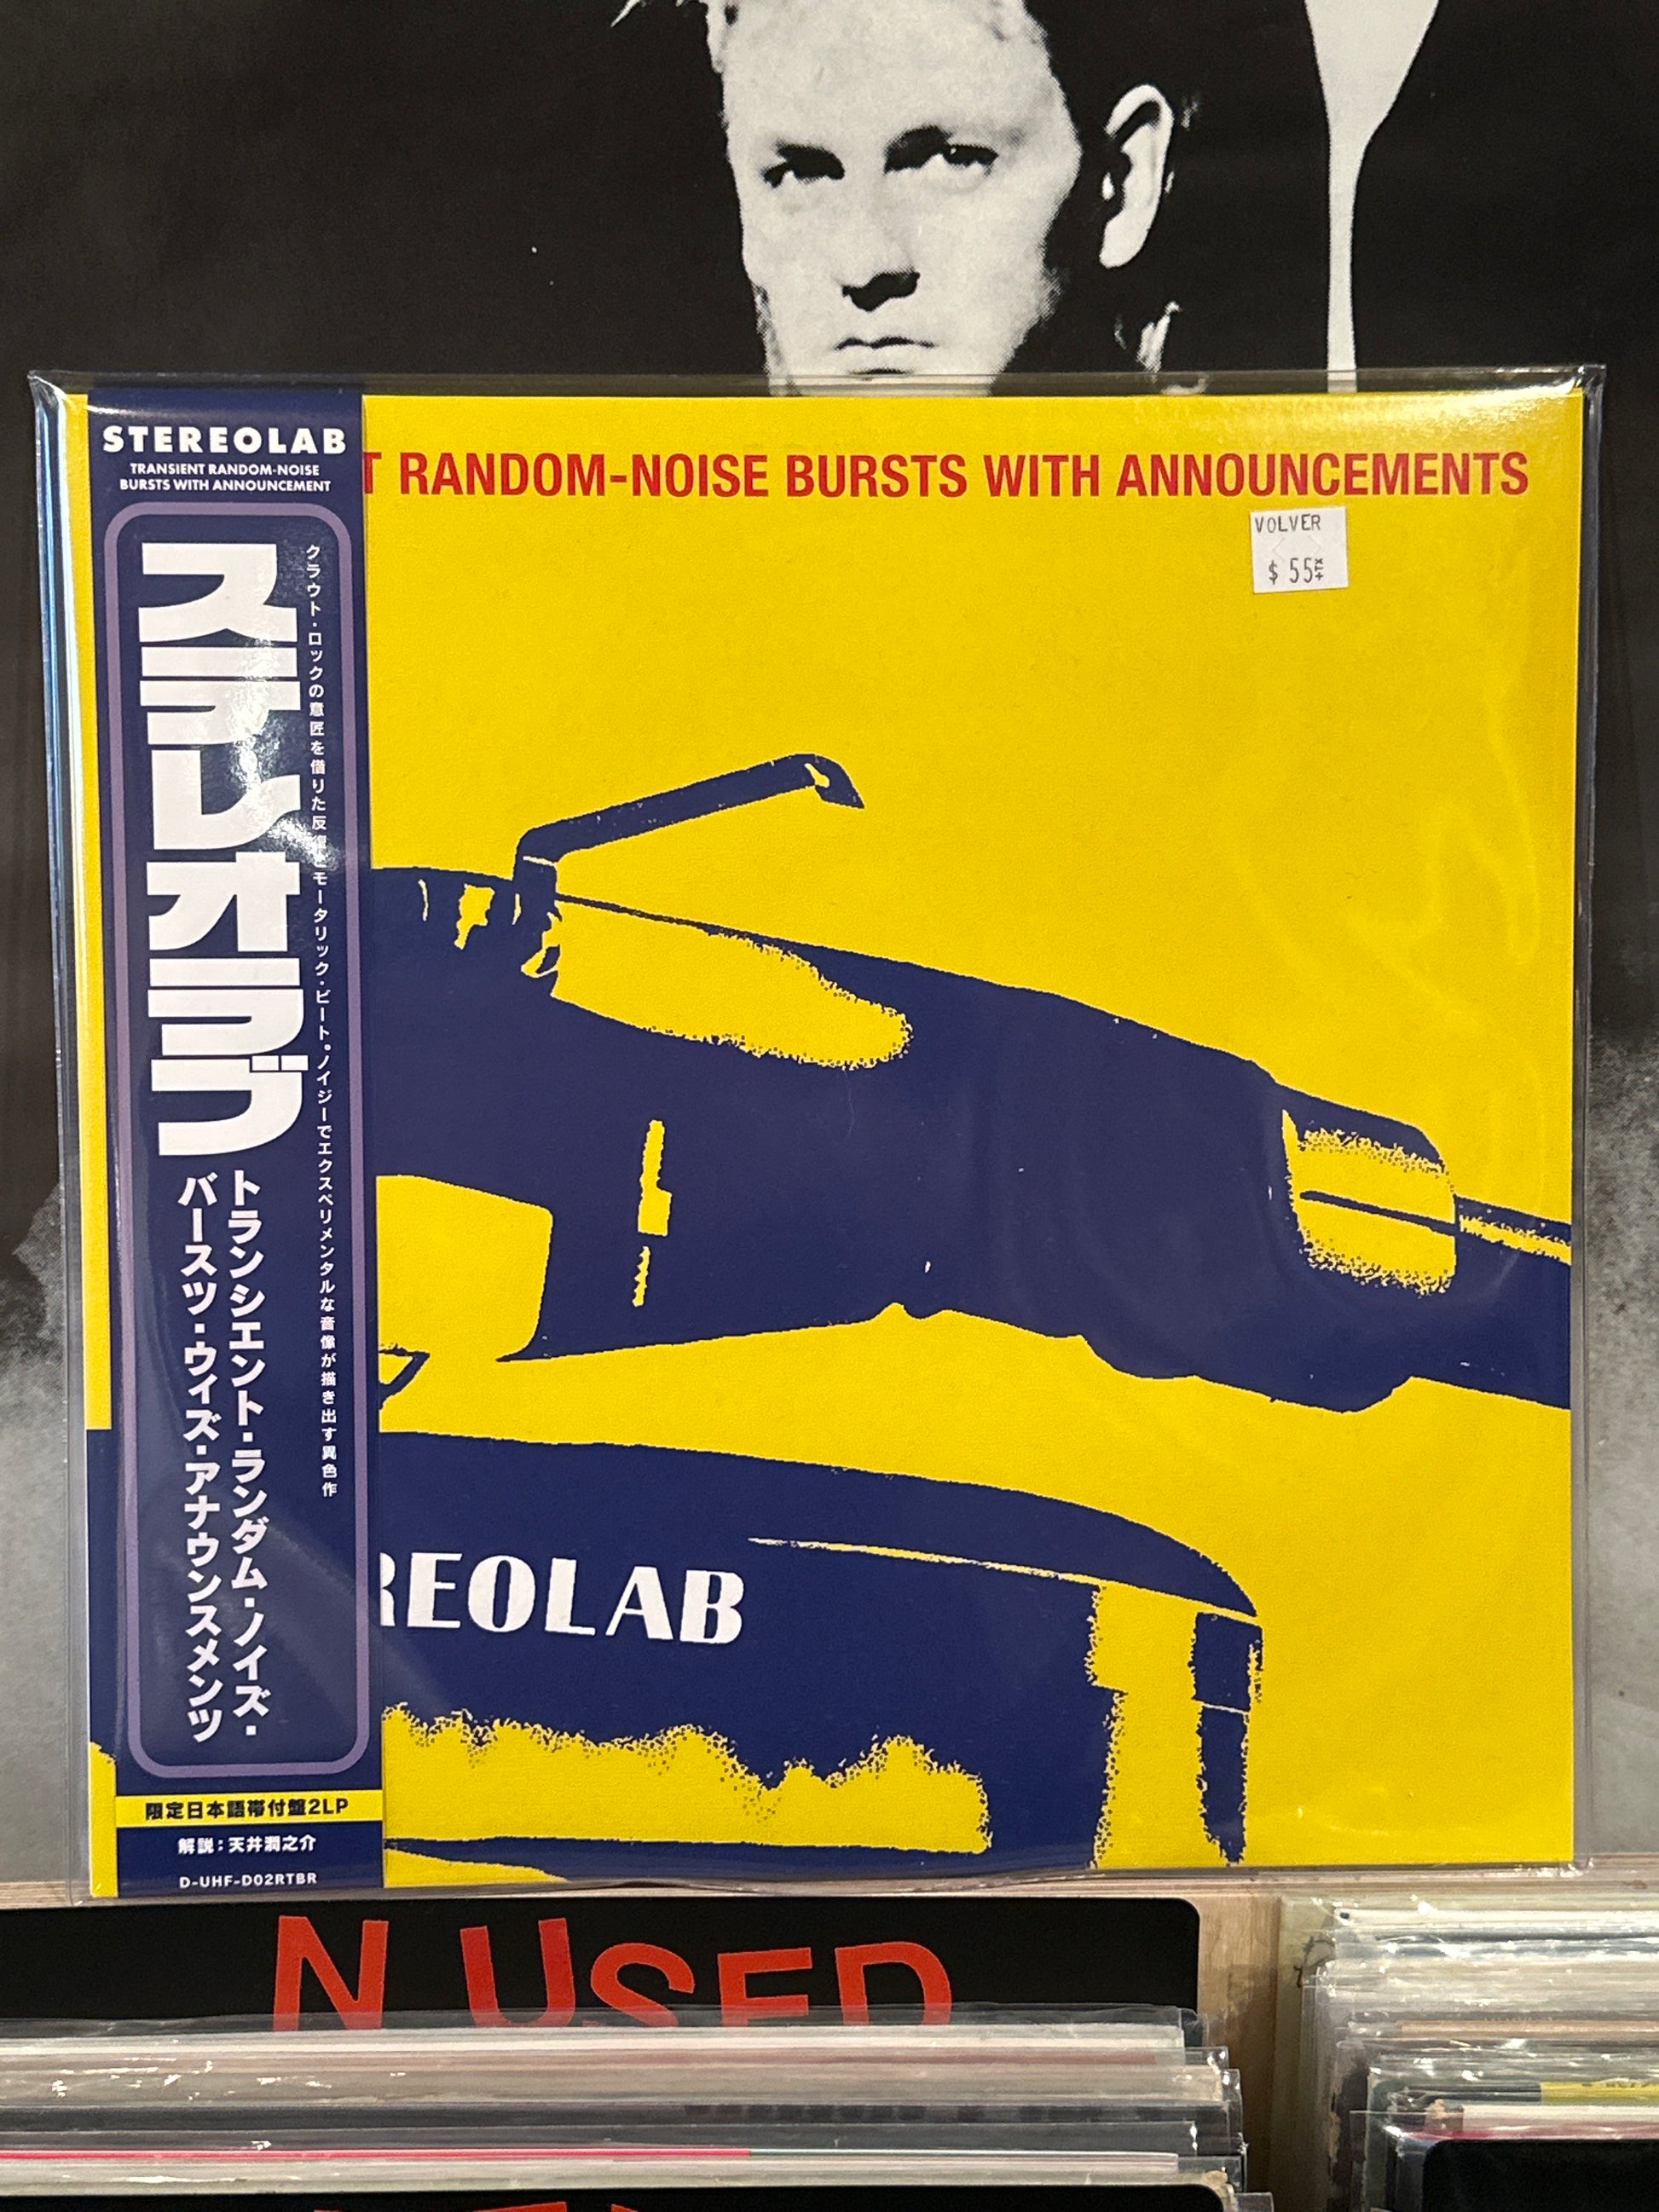 STEREOLAB
TRANSIENT RANDOM-NOISE
BURSTS WITH ANNOUNCEMENT
T RANDOM-NOISE BURSTS WITH ANNOUNCEMENTS
VOLVER
$ 55
クラウト・ロックの意匠を借りた反復 モータリック・ビート。ノイジーでエクスペリメンタルな音像が描き出す異色作
ステレオラブ
トランシエント・ランダム・ノイズ・
バースツ・ウィズ・アナウンスメンツ
REOLAB
限定日本語帯付盤2LP
解説:天井潤之介
D-UHF-D02RTBR
N USED